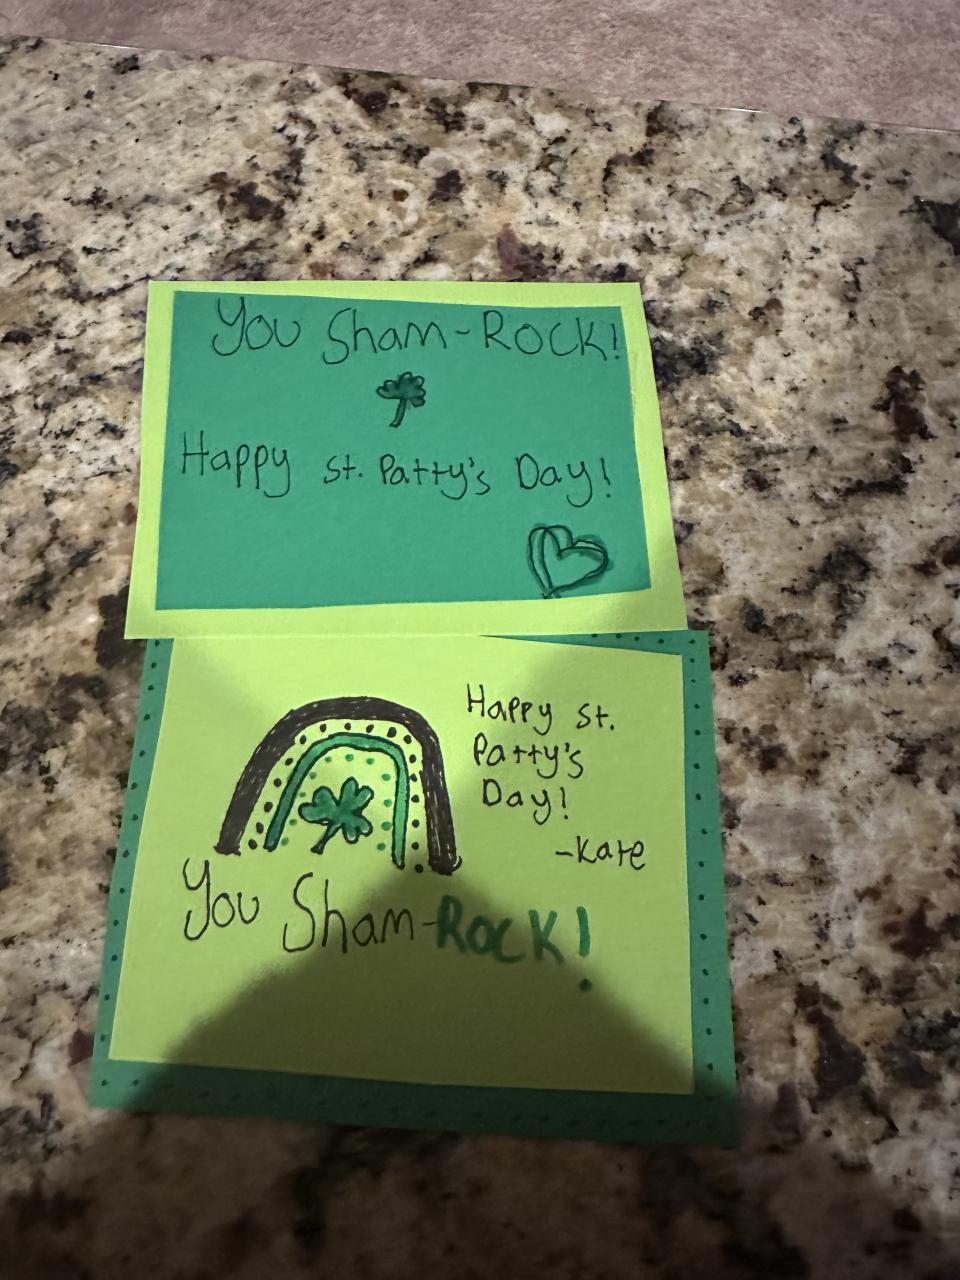 You Sham-ROCK!
Happy St. Patty's Day!
Happy St.
Patty's
Day!
-Kate
You Sham-ROCK!